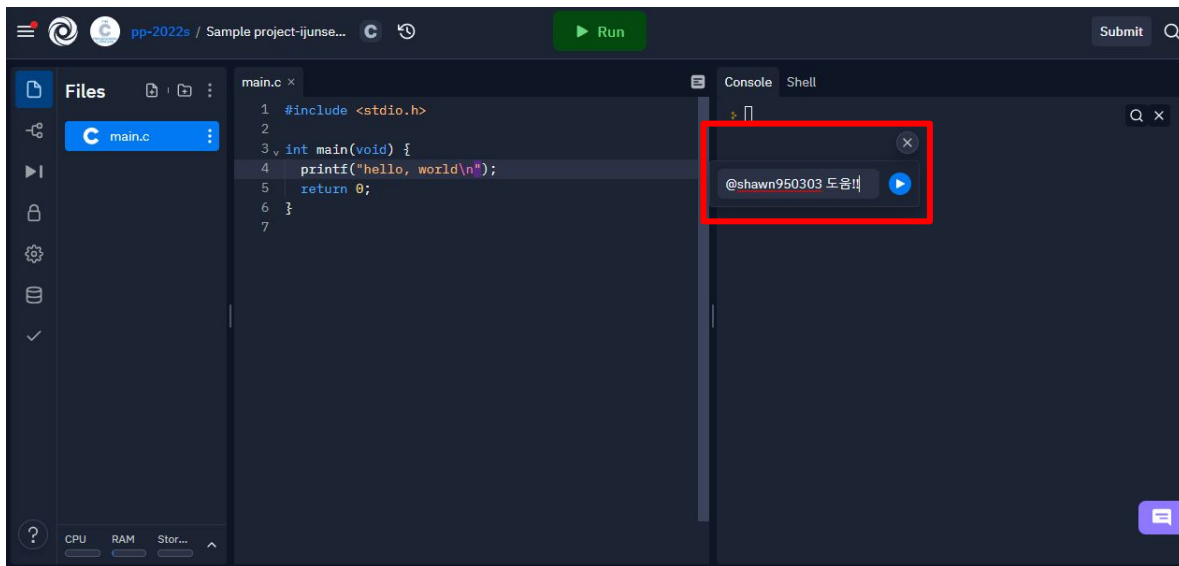 pp-2022s / Sample project-ijunse... C
Run
Submit
Files
C main.c
main.c ×
1 #include <stdio.h>
2
3 int main(void) {
4 printf("hello, world\n");
5 return 0;
6 }
7
Console Shell
@shawn950303 도움!!
?
CPU RAM Stor...